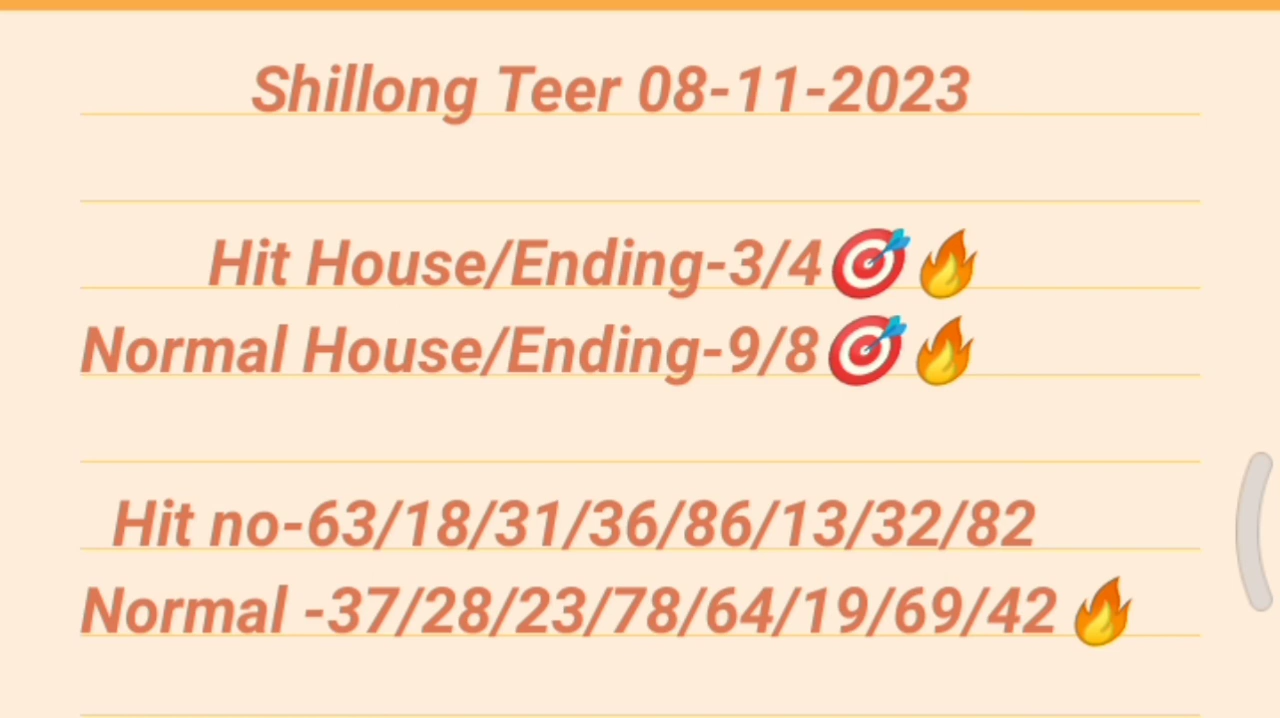 Shillong Teer 08-11-2023
Hit House/Ending-3/4🎯🔥
Normal House/Ending-9/8🎯🔥
Hit no-63/18/31/36/86/13/32/82
Normal -37/28/23/78/64/19/69/42🔥